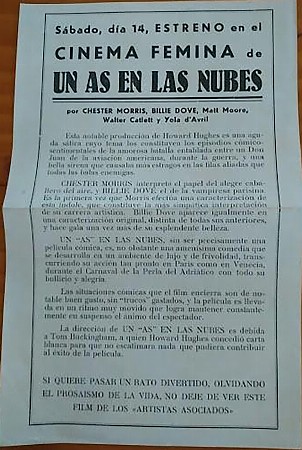 Sábado, día 14, ESTRENO en el
CINEMA FEMINA de
UN AS EN LAS NUBES
por CHESTER MORRIS, BILLIE DOVE, Matt Moore,
Walter Catlett y Yola d'Avril
Esta notable producción de Howard Hughes es una agu-
da sátira cuyo tema los constituyen los episodios cómico-
sentimentales de la amorosa batalla entablada entre un Don
Juan de la aviación americana, durante la guerra, y una
bella siren que causaba más estragos en las filas aliadas que
todas las balas enemigas.
CHESTER MORRIS interpreta el papel del alegre caba-
llero del aire, y BILLIE DOVE, el de la vampiresa parisina.
Es la primera vez que Morris efectúa una caracterización de
esta índole, que constituye la más simpática interpretación
de su carrera artística. Billie Dove aparece igualmente en
una caracterización original, distinta de todas sus anteriores,
y hace gala una vez más de su esplendente belleza.
UN "AS" EN LAS NUBES, sin ser precisamente una
película cómica, es, no obstante una amenísima comedia que
se desarrolla en un ambiente de lujo y de frivolidad, trans-
curriendo su acción tan pronto en París como en Venecia,
durante el Carnaval de la Perla del Adriático con todo su
bullicio y alegría.
Las situaciones cómicas que el film encierra son de no-
table buen gusto, sin "trucos" gastados, y la película es lleva-
da en un ritmo muy movido que logra mantener constante-
mente en suspenso el ánimo del espectador.
La dirección de UN "AS" EN LAS NUBES es debida
a Tom Buckingham, a quien Howard Hughes concedió carta
blanca para que no escatimara nada que pudiera contribuir
al éxito de la película.
SI QUIERE PASAR UN RATO DIVERTIDO, OLVIDANDO
EL PROSAISMO DE LA VIDA, NO DEJE DE VER ESTE
FILM DE LOS «ARTISTAS ASOCIADOS»